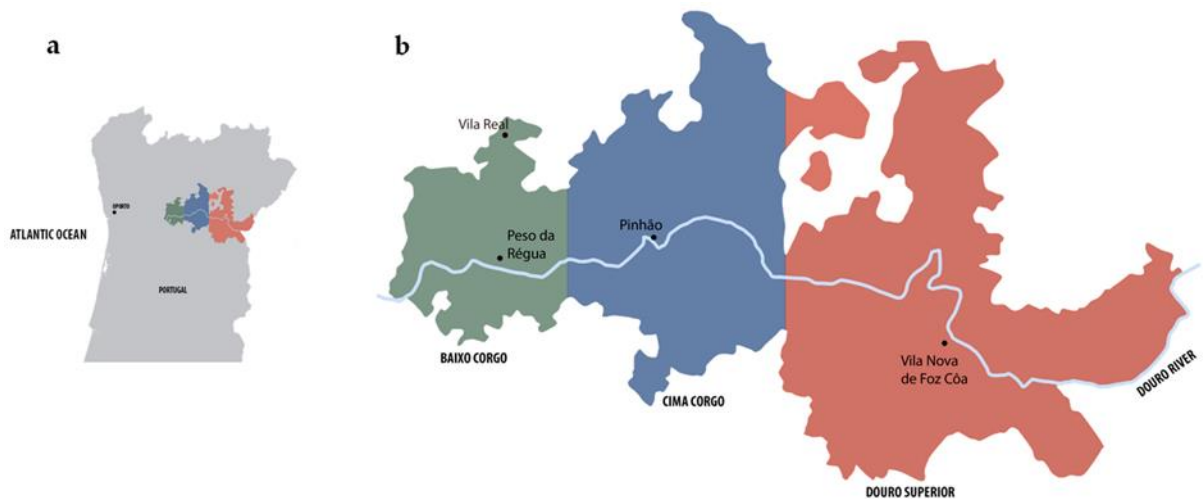 a
OPORTO
ATLANTIC OCEAN
PORTUGAL
b
Vila Real
Peso da
Régua
Pinhão
BAIXO CORGO
CIMA CORGO
Vila Nova
de Foz Côa
DOURO RIVER
DOURO SUPERIOR